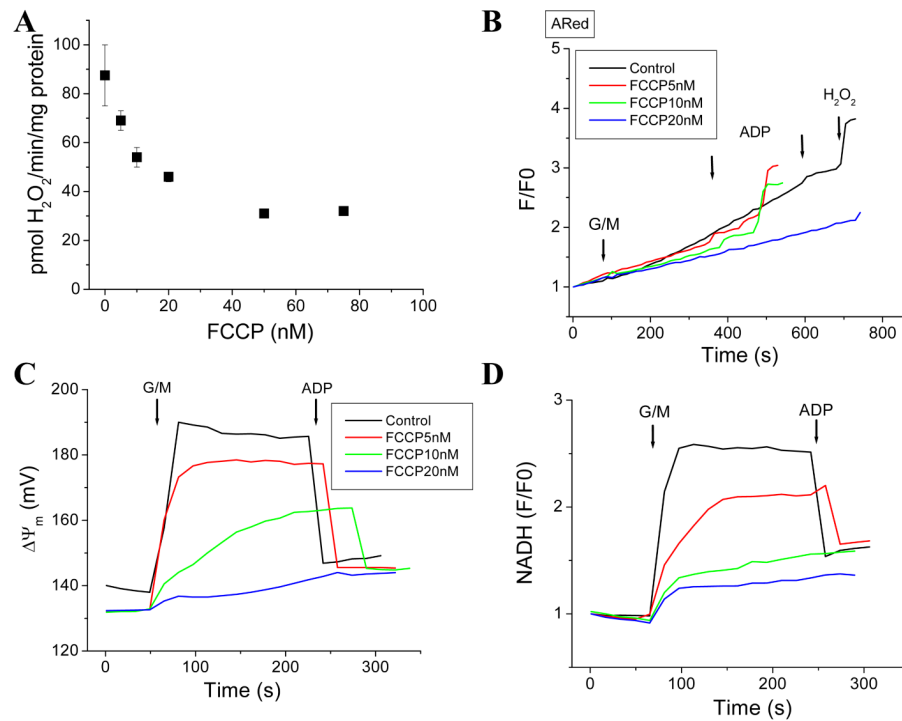 A
pmol H₂O₂/min/mg protein
100
80
60
40
20
0
0 20 40 60 80 100
FCCP (nM)
B
ARed
Control
FCCP5nM
FCCP10nM
FCCP20nM
G/M
ADP
H₂O₂
F/F0
5
4
3
2
1
0 200 400 600 800
Time (s)
C
G/M
ADP
Control
FCCP5nM
FCCP10nM
FCCP20nM
ΔΨm (mV)
200
180
160
140
120
0 100 200 300
Time (s)
D
G/M
ADP
NADH (F/F0)
3
2
1
0 100 200 300
Time (s)